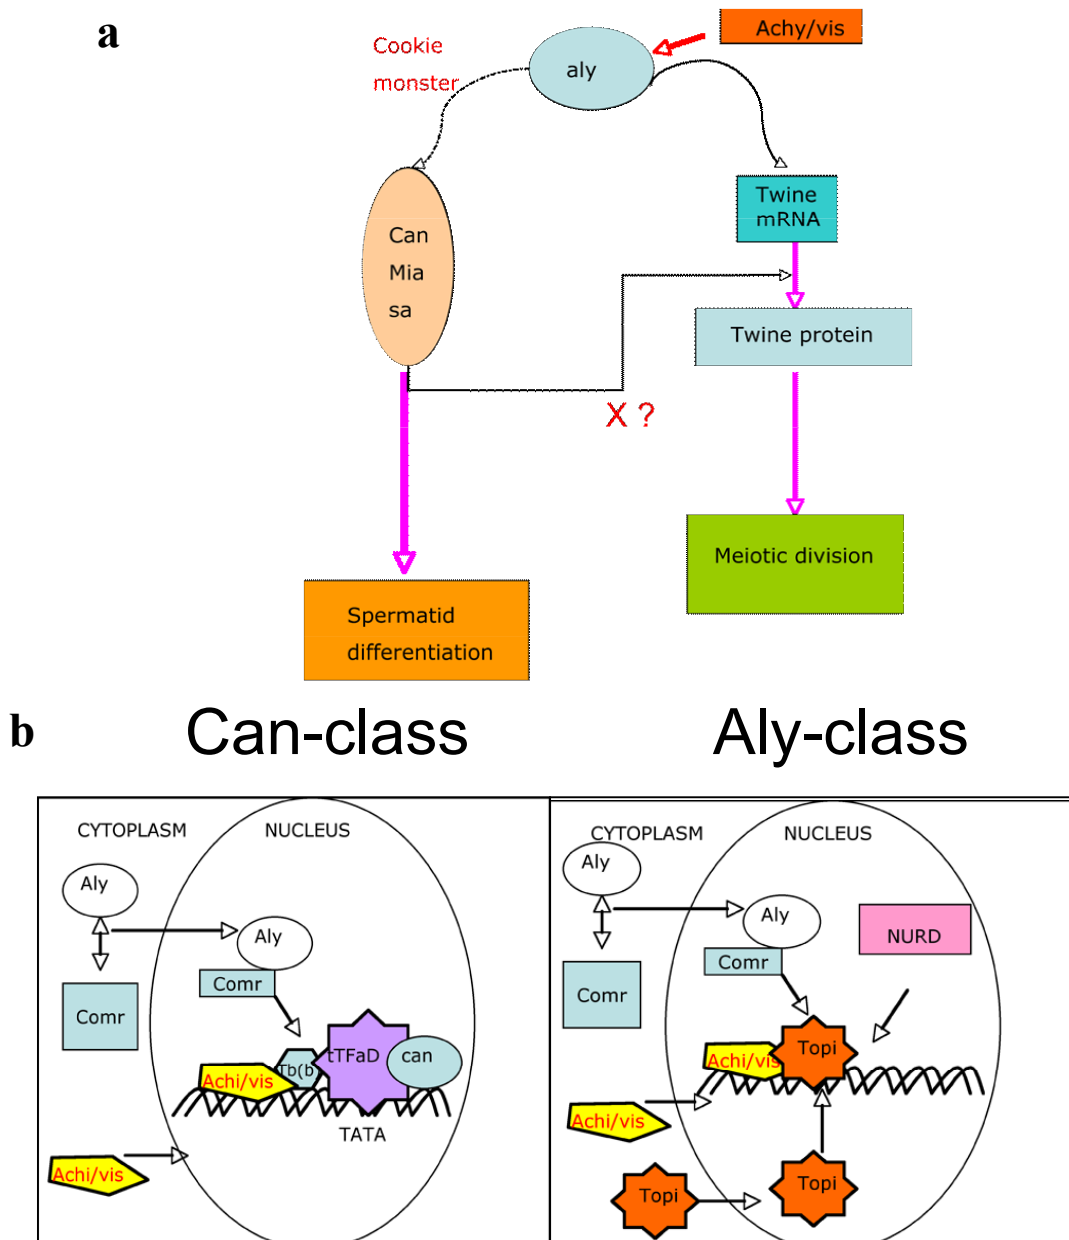 a
Cookie
monster
aly
Achy/vis
Can
Mia
sa
Twine
mRNA
Twine protein
X ?
Meiotic division
Spermatid
differentiation
b
Can-class
Aly-class
CYTOPLASM
NUCLEUS
Aly
Aly
Comr
Comr
Achi/vis
Tb(b
tTFaD
can
TATA
Achi/vis
CYTOPLASM
NUCLEUS
Aly
Aly
NURD
Comr
Comr
Achi/vis
Topi
Achi/vis
Topi
Topi